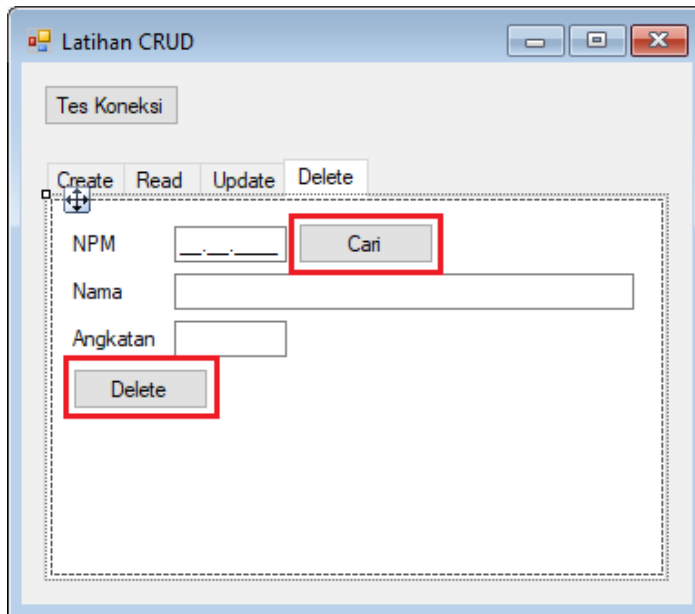 Latihan CRUD
Tes Koneksi
Create Read Update Delete
NPM __.__.____ Cari
Nama
Angkatan
Delete